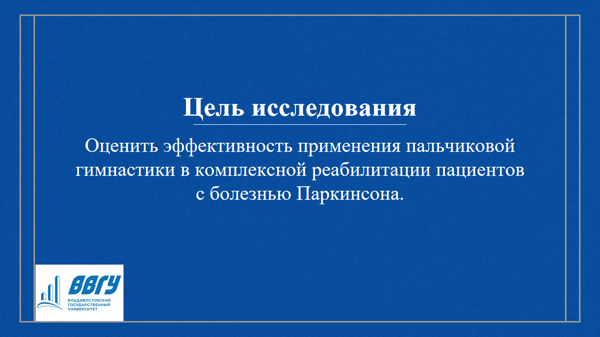 Цель исследования
Оценить эффективность применения пальчиковой
гимнастики в комплексной реабилитации пациентов
с болезнью Паркинсона.
ВВГУ
ВЛАДИВОСТОКСКИЙ
ГОСУДАРСТВЕННЫЙ
УНИВЕРСИТЕТ